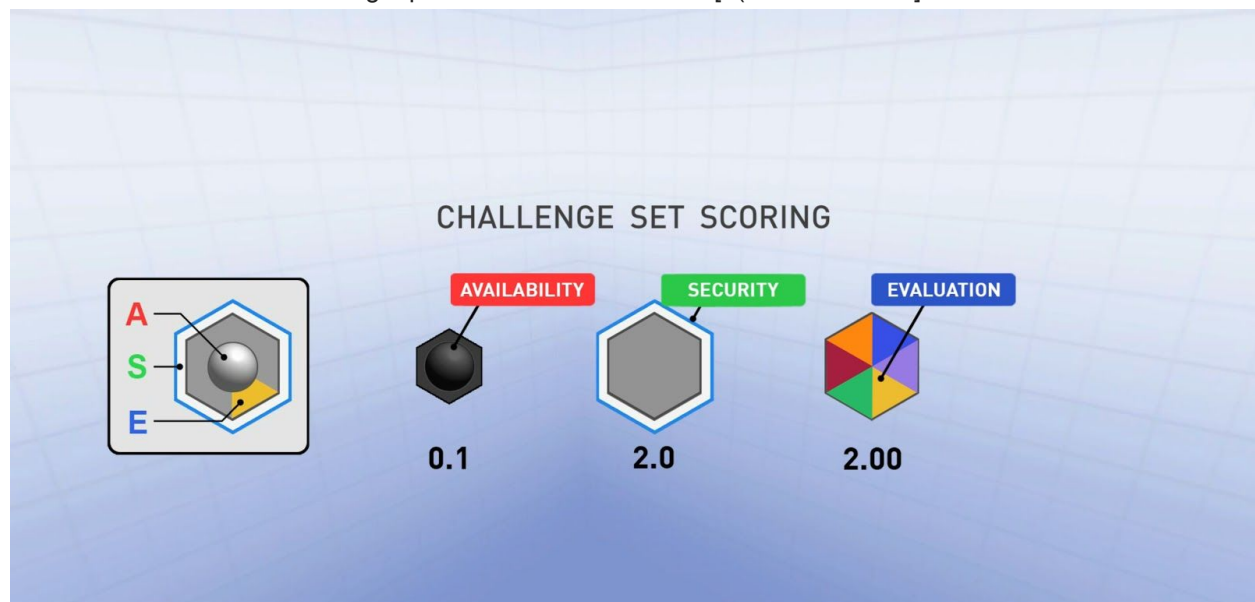 CHALLENGE SET SCORING
A
S
E
AVAILABILITY
SECURITY
EVALUATION
0.1
2.0
2.00